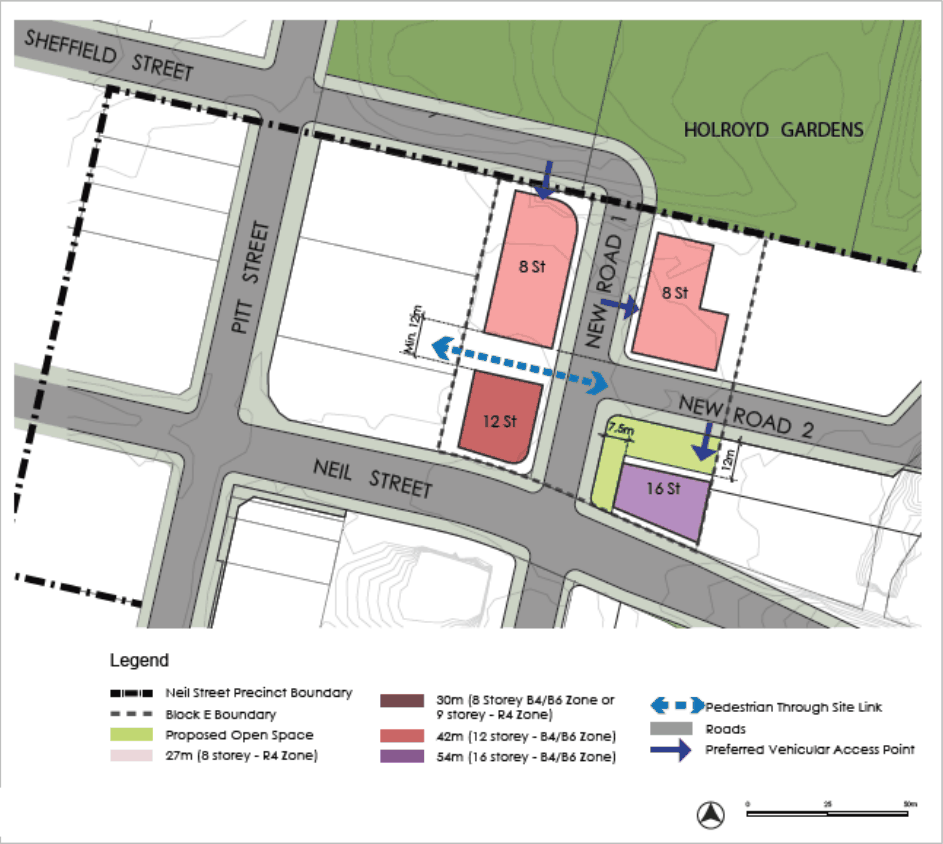 SHEFFIELD STREET
HOLROYD GARDENS
PITT STREET
NEW ROAD 1
8 St
8 St
Min. 12m
12 St
NEW ROAD 2
7.5m
12m
16 St
NEIL STREET
Legend
Neil Street Precinct Boundary
Block E Boundary
Proposed Open Space
27m (8 storey - R4 Zone)
30m (8 Storey B4/B6 Zone or
9 storey - R4 Zone)
42m (12 storey - B4/B6 Zone)
54m (16 storey - B4/B6 Zone)
Pedestrian Through Site Link
Roads
Preferred Vehicular Access Point
0 25 50m